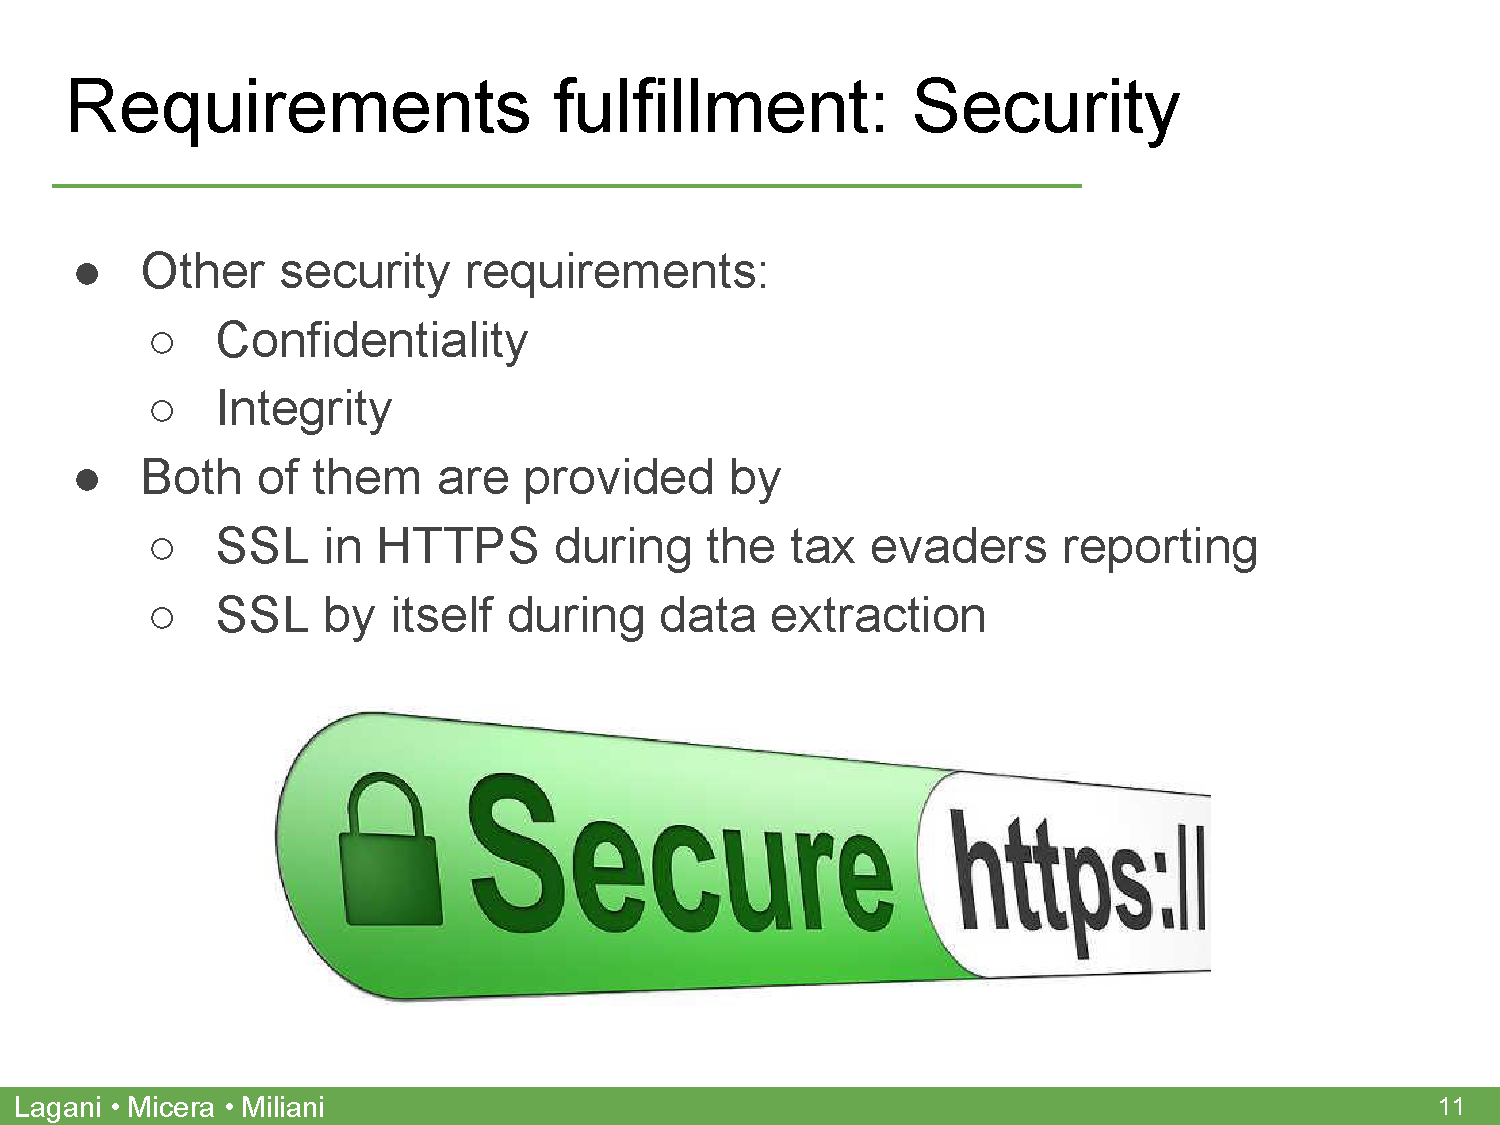 Requirements fulfillment: Security
● Other security requirements:
○ Confidentiality
○ Integrity
● Both of them are provided by
○ SSL in HTTPS during the tax evaders reporting
○ SSL by itself during data extraction
Secure https://
Lagani • Micera • Miliani 11